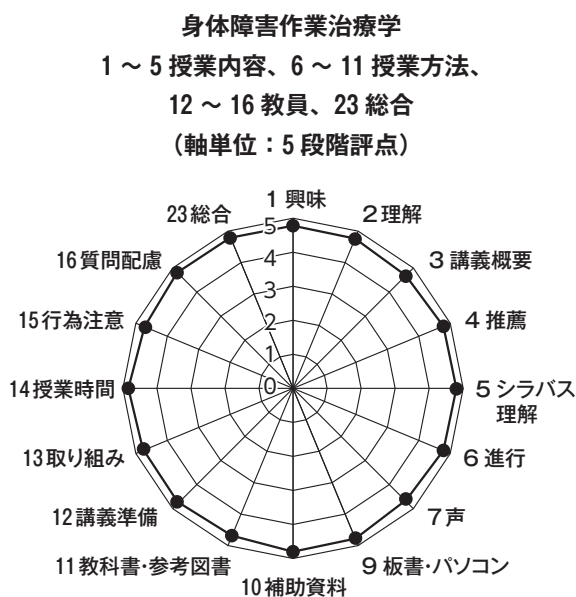 身体障害作業治療学
1 ～ 5 授業内容、6 ～ 11 授業方法、
12 ～ 16 教員、23 総合
（軸単位：5 段階評点）
1 興味
2 理解
3 講義概要
4 推薦
5 シラバス
理解
6 進行
7 声
9 板書・パソコン
10 補助資料
11 教科書・参考図書
12 講義準備
13 取り組み
14 授業時間
15 行為注意
16 質問配慮
23 総合
5
4
3
2
1
0